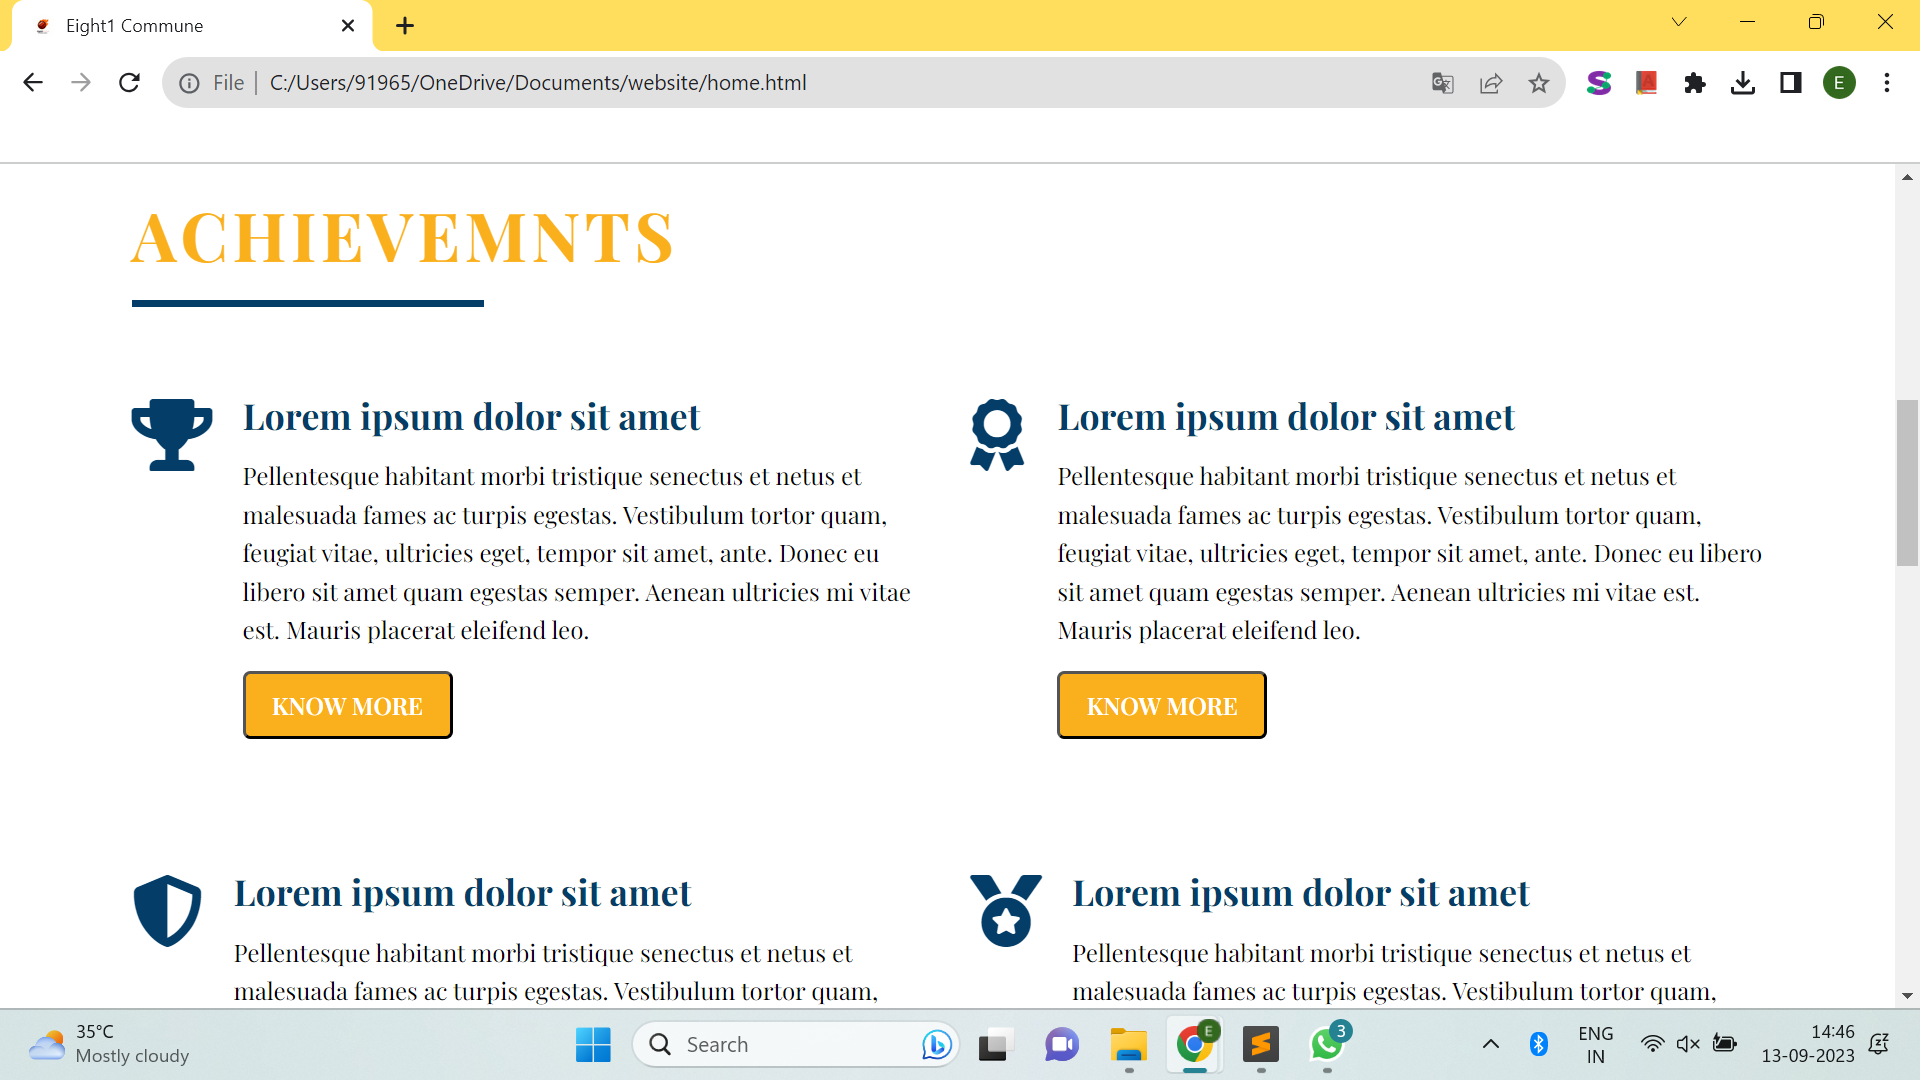 Eight1 Commune
File C:/Users/91965/OneDrive/Documents/website/home.html
E
ACHIEVEMNTS
Lorem ipsum dolor sit amet
Pellentesque habitant morbi tristique senectus et netus et
malesuada fames ac turpis egestas. Vestibulum tortor quam,
feugiat vitae, ultricies eget, tempor sit amet, ante. Donec eu
libero sit amet quam egestas semper. Aenean ultricies mi vitae
est. Mauris placerat eleifend leo.
KNOW MORE
Lorem ipsum dolor sit amet
Pellentesque habitant morbi tristique senectus et netus et
malesuada fames ac turpis egestas. Vestibulum tortor quam,
feugiat vitae, ultricies eget, tempor sit amet, ante. Donec eu libero
sit amet quam egestas semper. Aenean ultricies mi vitae est.
Mauris placerat eleifend leo.
KNOW MORE
Lorem ipsum dolor sit amet
Pellentesque habitant morbi tristique senectus et netus et
malesuada fames ac turpis egestas. Vestibulum tortor quam,
Lorem ipsum dolor sit amet
Pellentesque habitant morbi tristique senectus et netus et
malesuada fames ac turpis egestas. Vestibulum tortor quam,
35°C
Mostly cloudy
Search
E
3
ENG
IN
14:46
13-09-2023